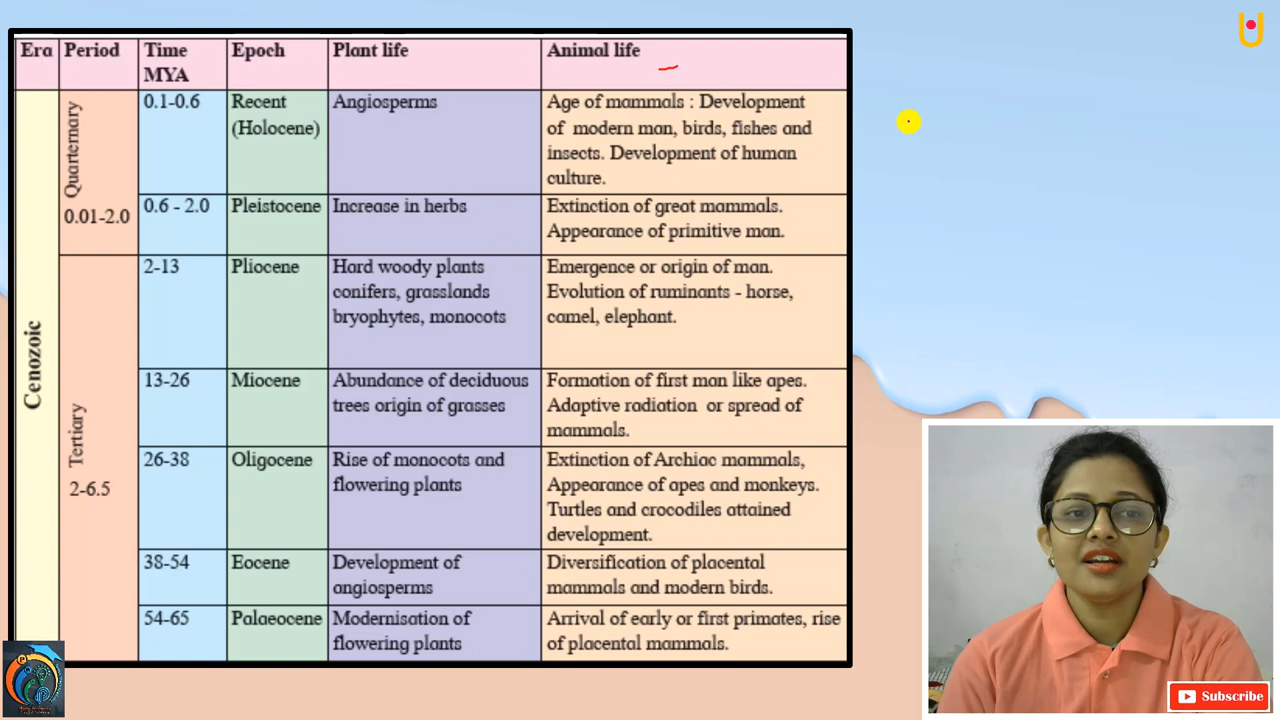 Era Period Time MYA Epoch Plant life Animal life
Cenozoic
Quarternary
0.01-2.0
0.1-0.6
Recent
(Holocene)
Angiosperms
Age of mammals : Development
of modern man, birds, fishes and
insects. Development of human
culture.
0.6 - 2.0
Pleistocene
Increase in herbs
Extinction of great mammals.
Appearance of primitive man.
Tertiary
2-6.5
2-13
Pliocene
Hard woody plants
conifers, grasslands
bryophytes, monocots
Emergence or origin of man.
Evolution of ruminants - horse,
camel, elephant.
13-26
Miocene
Abundance of deciduous
trees origin of grasses
Formation of first man like apes.
Adaptive radiation or spread of
mammals.
26-38
Oligocene
Rise of monocots and
flowering plants
Extinction of Archiac mammals,
Appearance of apes and monkeys.
Turtles and crocodiles attained
development.
38-54
Eocene
Development of
angiosperms
Diversification of placental
mammals and modern birds.
54-65
Palaeocene
Modernisation of
flowering plants
Arrival of early or first primates, rise
of placental mammals.
Subscribe